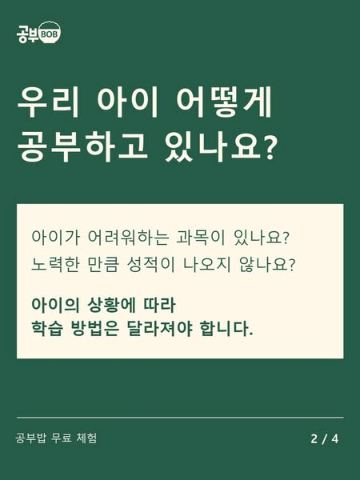 공부BOB
우리 아이 어떻게
공부하고 있나요?
아이가 어려워하는 과목이 있나요?
노력한 만큼 성적이 나오지 않나요?
아이의 상황에 따라
학습 방법은 달라져야 합니다.
공부밥 무료 체험
2 / 4